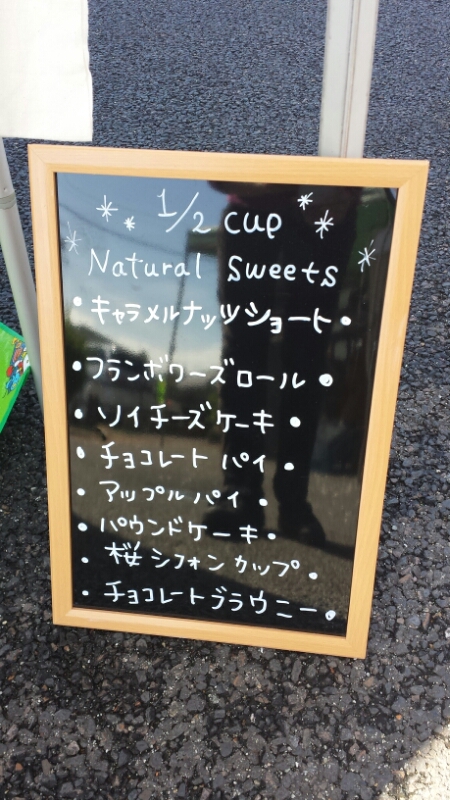 1/2 cup
Natural Sweets
・キャラメルナッツショート・
・フランボワーズロール・
・ソイチーズケーキ・
・チョコレートパイ・
・アップルパイ・
・パウンドケーキ・
・桜シフォンカップ・
・チョコレートブラウニー・